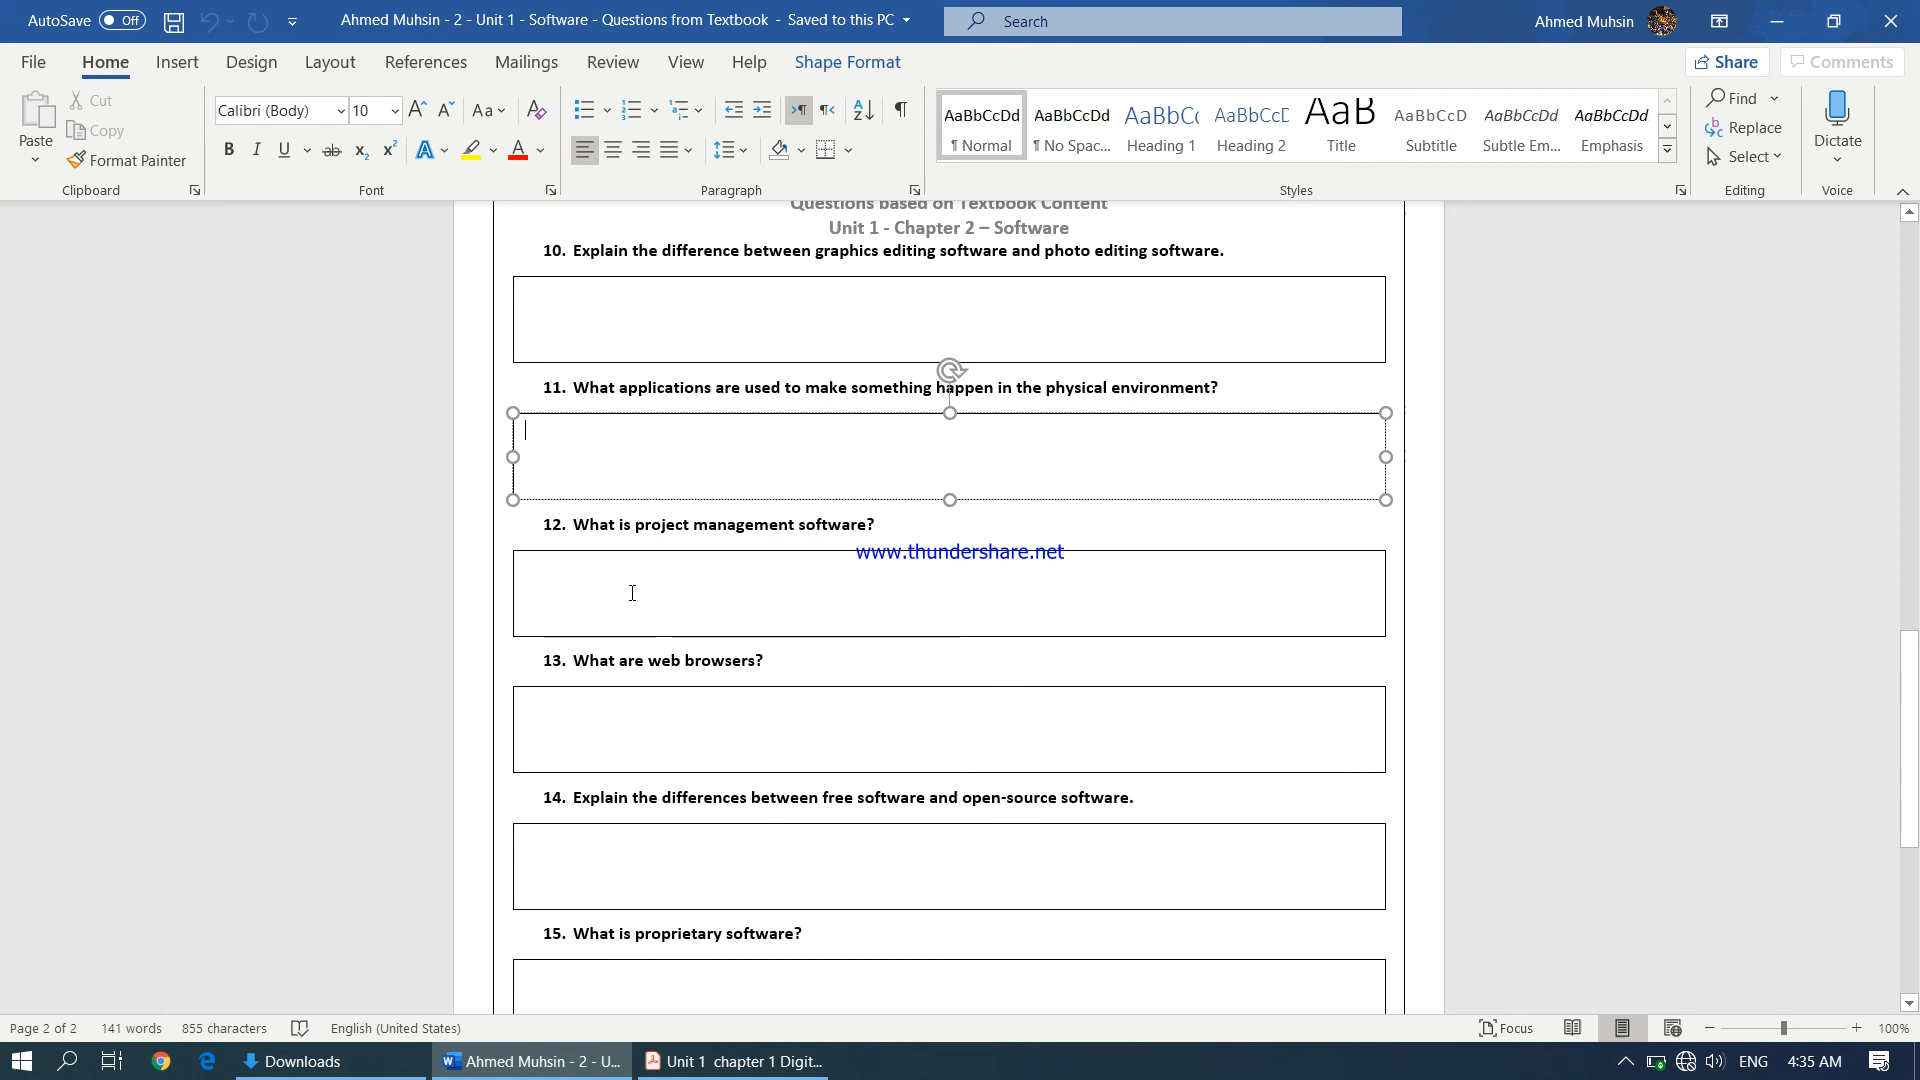 AutoSave Off Ahmed Muhsin - 2 - Unit 1 - Software - Questions from Textbook - Saved to this PC Search Ahmed Muhsin
File Home Insert Design Layout References Mailings Review View Help Shape Format Share Comments
Paste Cut Copy Format Painter
Calibri (Body) 10
AaBbCcDd AaBbCcDd AaBbC( AaBbCcE AaB AaBbCcD AaBbCcDd AaBbCcDd
¶ Normal ¶ No Spac... Heading 1 Heading 2 Title Subtitle Subtle Em... Emphasis
Find
Replace
Select
Dictate
Clipboard Font Paragraph Styles Editing Voice
Questions based on Textbook Content
Unit 1 - Chapter 2 – Software
10. Explain the difference between graphics editing software and photo editing software.
11. What applications are used to make something happen in the physical environment?
12. What is project management software?
www.thundershare.net
13. What are web browsers?
14. Explain the differences between free software and open-source software.
15. What is proprietary software?
Page 2 of 2 141 words 855 characters English (United States) Focus 100%
Downloads Ahmed Muhsin - 2 - U... Unit 1 chapter 1 Digit... ENG 4:35 AM